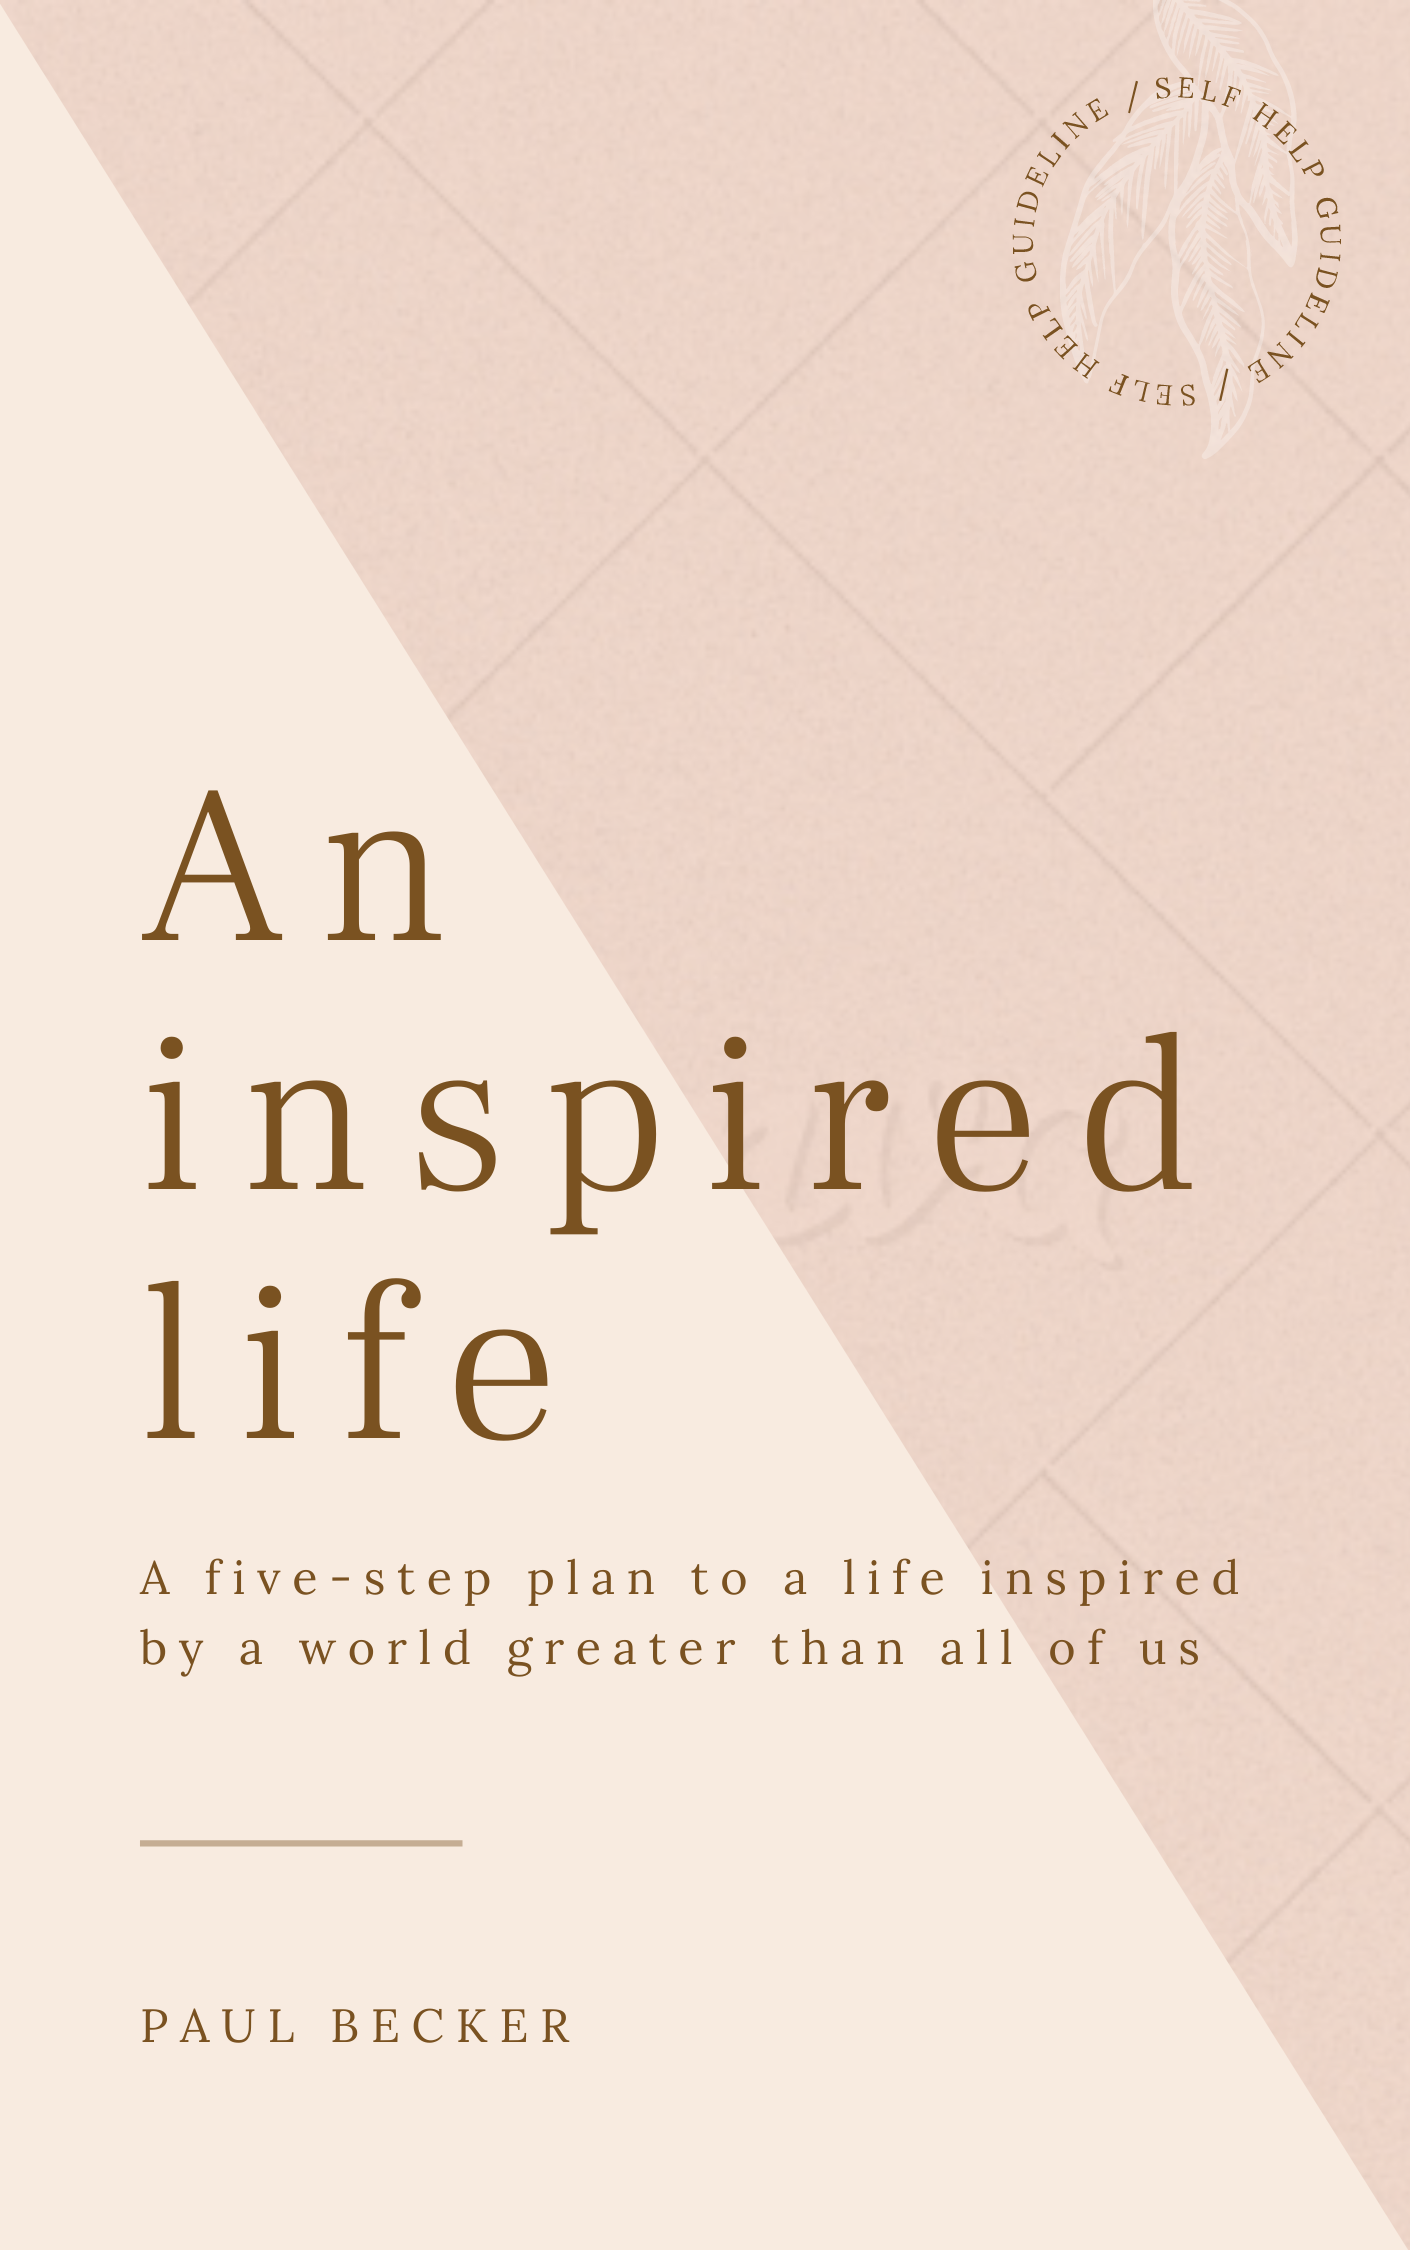 SELF HELP GUIDELINE / SELF HELP GUIDELINE /
An
inspired
life
A five-step plan to a life inspired
by a world greater than all of us
PAUL BECKER